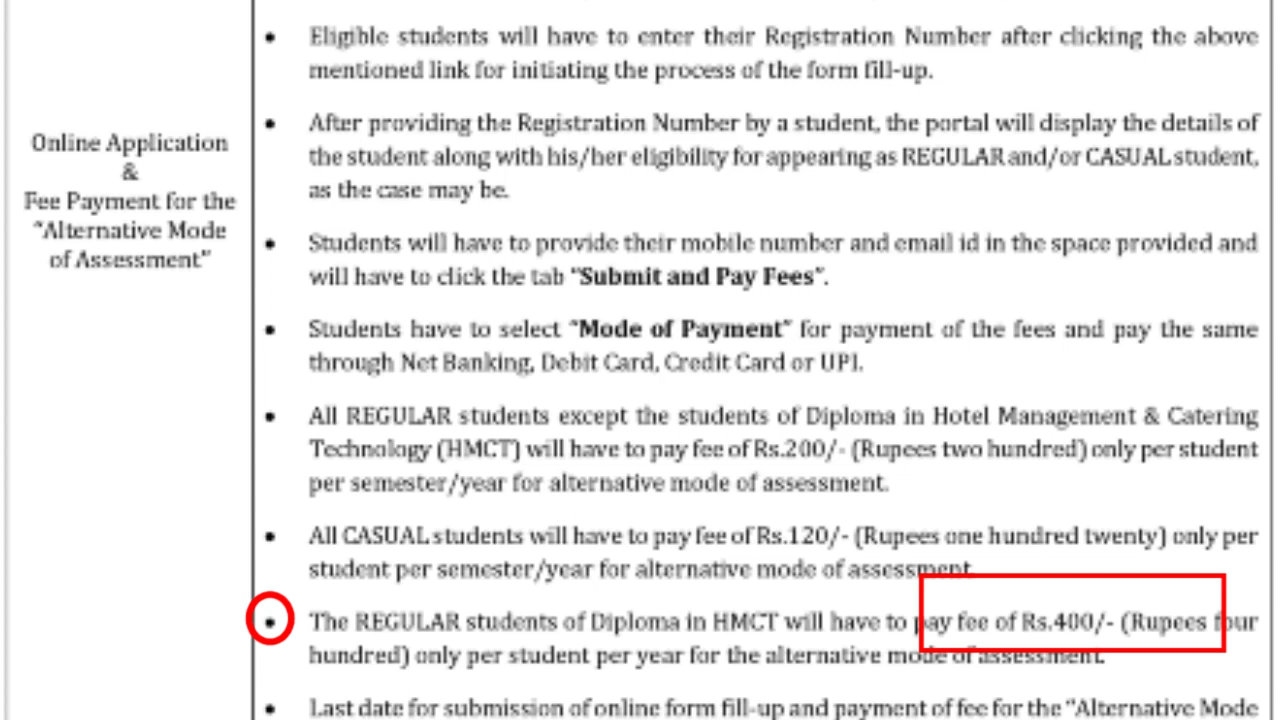 Online Application
&
Fee Payment for the
"Alternative Mode
of Assessment"
• Eligible students will have to enter their Registration Number after clicking the above
mentioned link for initiating the process of the form fill-up.
• After providing the Registration Number by a student, the portal will display the details of
the student along with his/her eligibility for appearing as REGULAR and/or CASUAL student,
as the case may be.
• Students will have to provide their mobile number and email id in the space provided and
will have to click the tab "Submit and Pay Fees".
• Students have to select "Mode of Payment" for payment of the fees and pay the same
through Net Banking, Debit Card, Credit Card or UPI.
• All REGULAR students except the students of Diploma in Hotel Management & Catering
Technology (HMCT) will have to pay fee of Rs.200/- (Rupees two hundred) only per student
per semester/year for alternative mode of assessment.
• All CASUAL students will have to pay fee of Rs.120/- (Rupees one hundred twenty) only per
student per semester/year for alternative mode of assessment.
• The REGULAR students of Diploma in HMCT will have to pay fee of Rs.400/- (Rupees four
hundred) only per student per year for the alternative mode of assessment.
• Last date for submission of online form fill-up and payment of fee for the "Alternative Mode